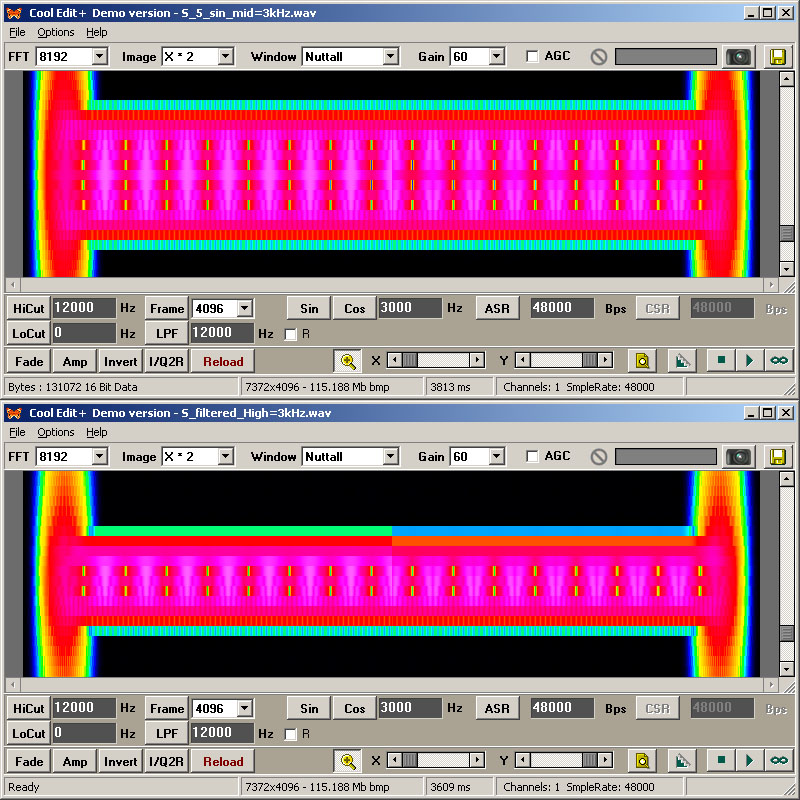 Cool Edit+ Demo version - S_5_sin_mid=3kHz.wav
File Options Help
FFT 8192 Image X * 2 Window Nuttall Gain 60 AGC
HiCut 12000 Hz Frame 4096 Sin Cos 3000 Hz ASR 48000 Bps CSR 48000 Bps
LoCut 0 Hz LPF 12000 Hz R
Fade Amp Invert I/Q2R Reload X Y
Bytes : 131072 16 Bit Data 7372x4096 - 115.188 Mb bmp 3813 ms Channels: 1 SmpleRate: 48000
Cool Edit+ Demo version - S_filtered_High=3kHz.wav
File Options Help
FFT 8192 Image X * 2 Window Nuttall Gain 60 AGC
HiCut 12000 Hz Frame 4096 Sin Cos 3000 Hz ASR 48000 Bps CSR 48000 Bps
LoCut 0 Hz LPF 12000 Hz R
Fade Amp Invert I/Q2R Reload X Y
Ready 7372x4096 - 115.188 Mb bmp 3609 ms Channels: 1 SmpleRate: 48000